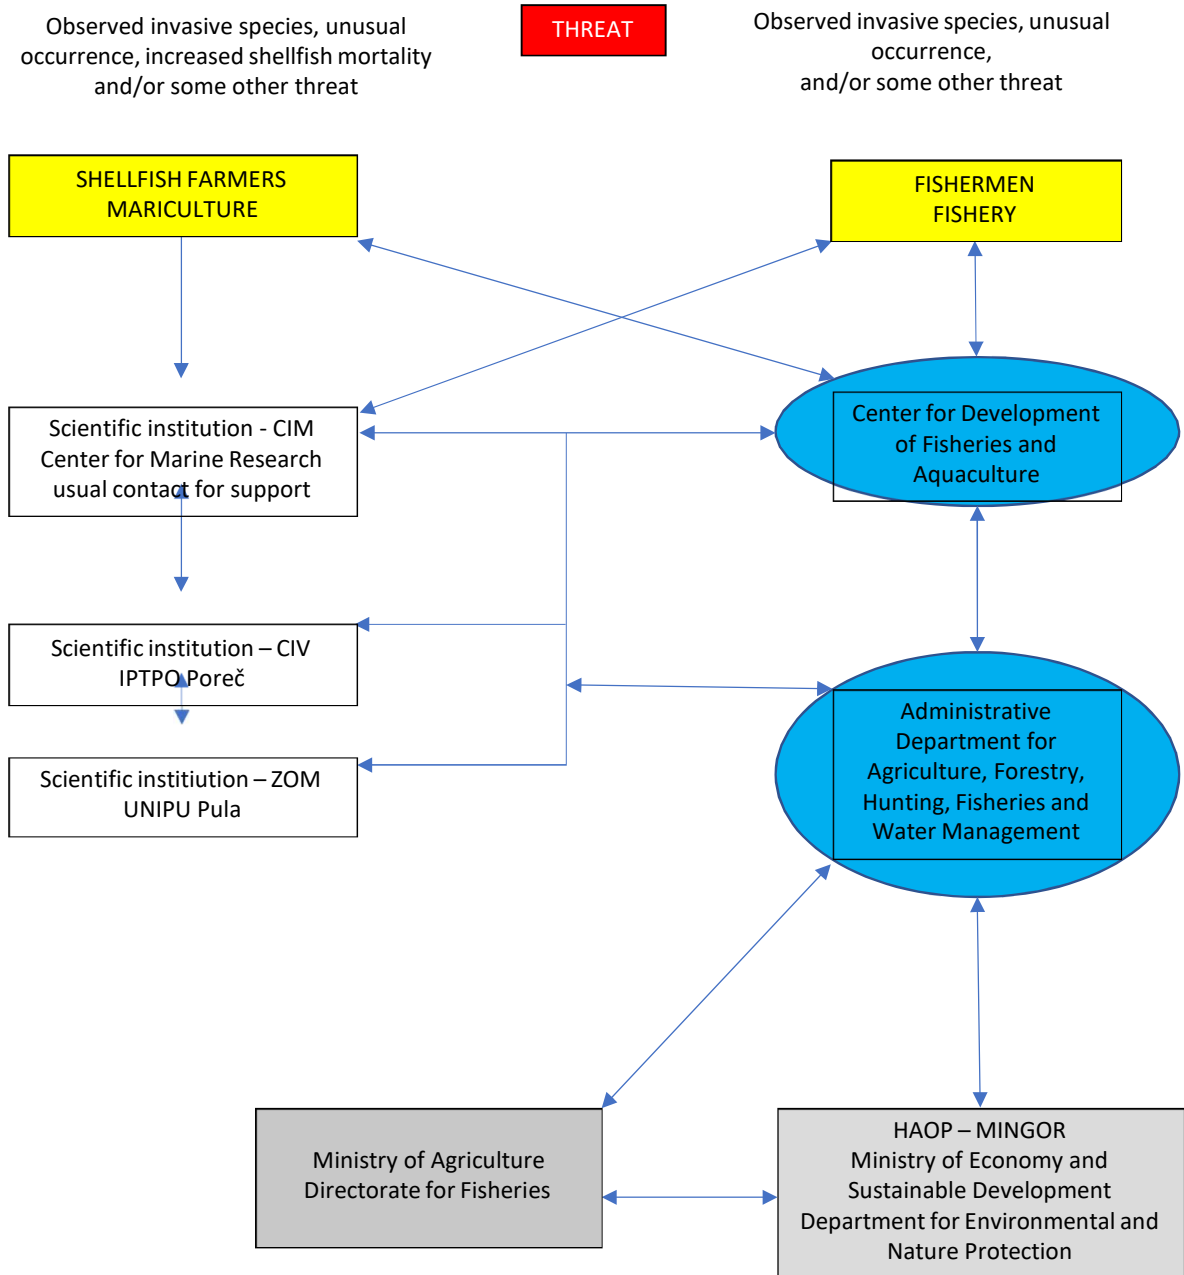 Observed invasive species, unusual
occurrence, increased shellfish mortality
and/or some other threat
THREAT
Observed invasive species, unusual
occurrence,
and/or some other threat
SHELLFISH FARMERS
MARICULTURE
FISHERMEN
FISHERY
Scientific institution - CIM
Center for Marine Research
usual contact for support
Center for Development
of Fisheries and
Aquaculture
Scientific institution – CIV
IPTPO Poreč
Administrative
Department for
Agriculture, Forestry,
Hunting, Fisheries and
Water Management
Scientific institiution – ZOM
UNIPU Pula
Ministry of Agriculture
Directorate for Fisheries
HAOP – MINGOR
Ministry of Economy and
Sustainable Development
Department for Environmental and
Nature Protection